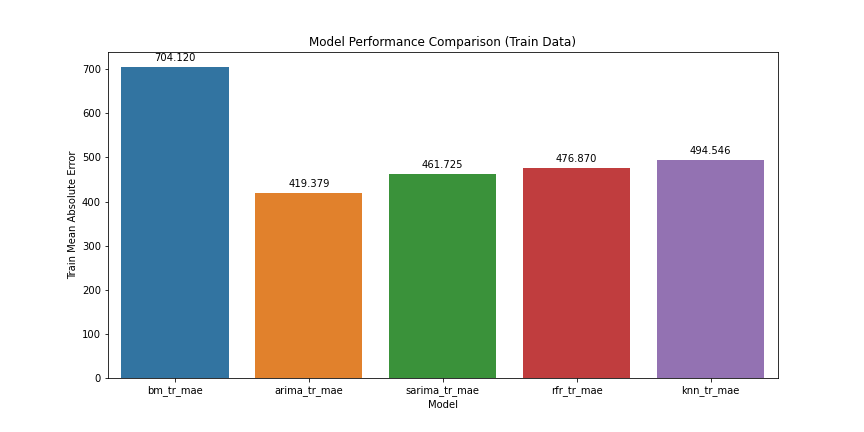 Model Performance Comparison (Train Data)
Train Mean Absolute Error
700
600
500
400
300
200
100
0
704.120
419.379
461.725
476.870
494.546
bm_tr_mae
arima_tr_mae
sarima_tr_mae
rfr_tr_mae
knn_tr_mae
Model